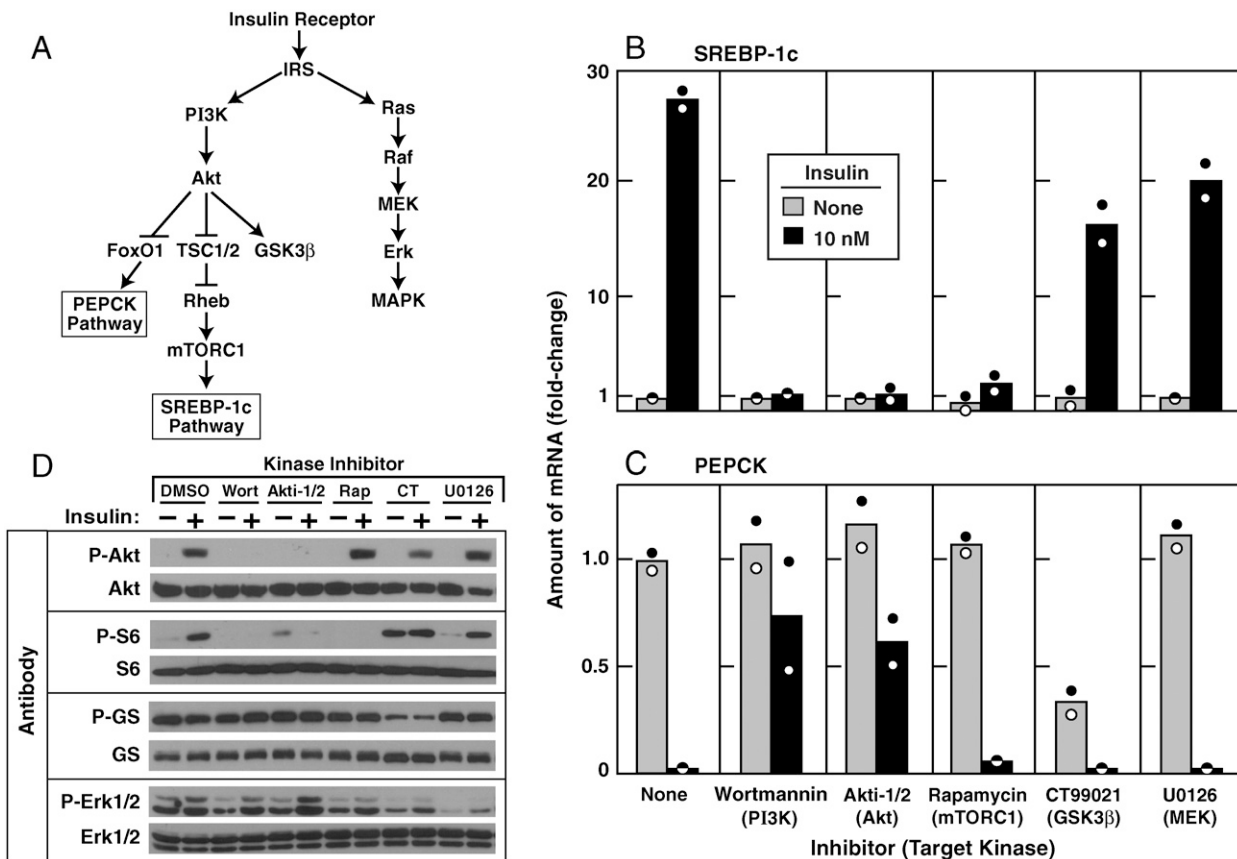 A
Insulin Receptor
IRS
PI3K
Ras
Akt
Raf
MEK
FoxO1 TSC1/2 GSK3β
Erk
PEPCK
Pathway
Rheb
MAPK
mTORC1
SREBP-1c
Pathway
B SREBP-1c
30
20
10
1
Insulin
None
10 nM
Amount of mRNA (fold-change)
C PEPCK
1.0
0.5
0
None
Wortmannin
(PI3K)
Akti-1/2
(Akt)
Rapamycin
(mTORC1)
CT99021
(GSK3β)
U0126
(MEK)
Inhibitor (Target Kinase)
D
Kinase Inhibitor
DMSO Wort Akti-1/2 Rap CT U0126
Insulin: − + − + − + − + − + − +
Antibody
P-Akt
Akt
P-S6
S6
P-GS
GS
P-Erk1/2
Erk1/2